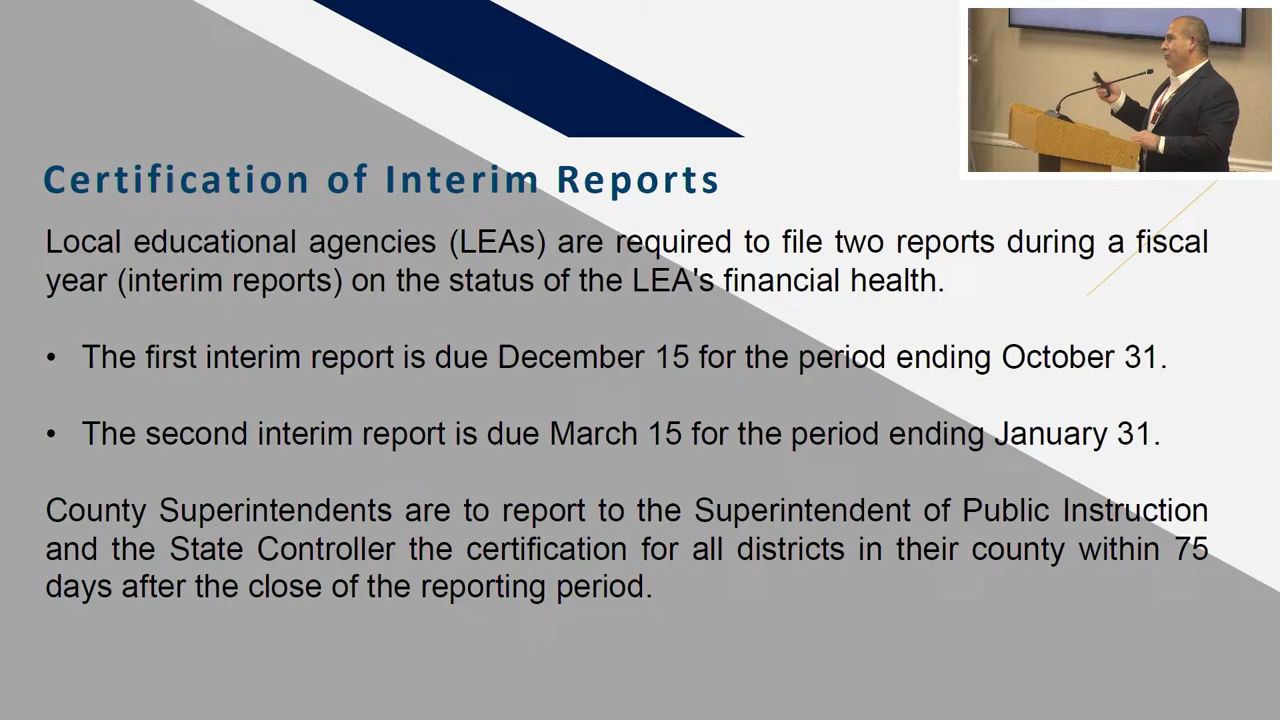 Certification of Interim Reports
Local educational agencies (LEAs) are required to file two reports during a fiscal
year (interim reports) on the status of the LEA's financial health.
• The first interim report is due December 15 for the period ending October 31.
• The second interim report is due March 15 for the period ending January 31.
County Superintendents are to report to the Superintendent of Public Instruction
and the State Controller the certification for all districts in their county within 75
days after the close of the reporting period.